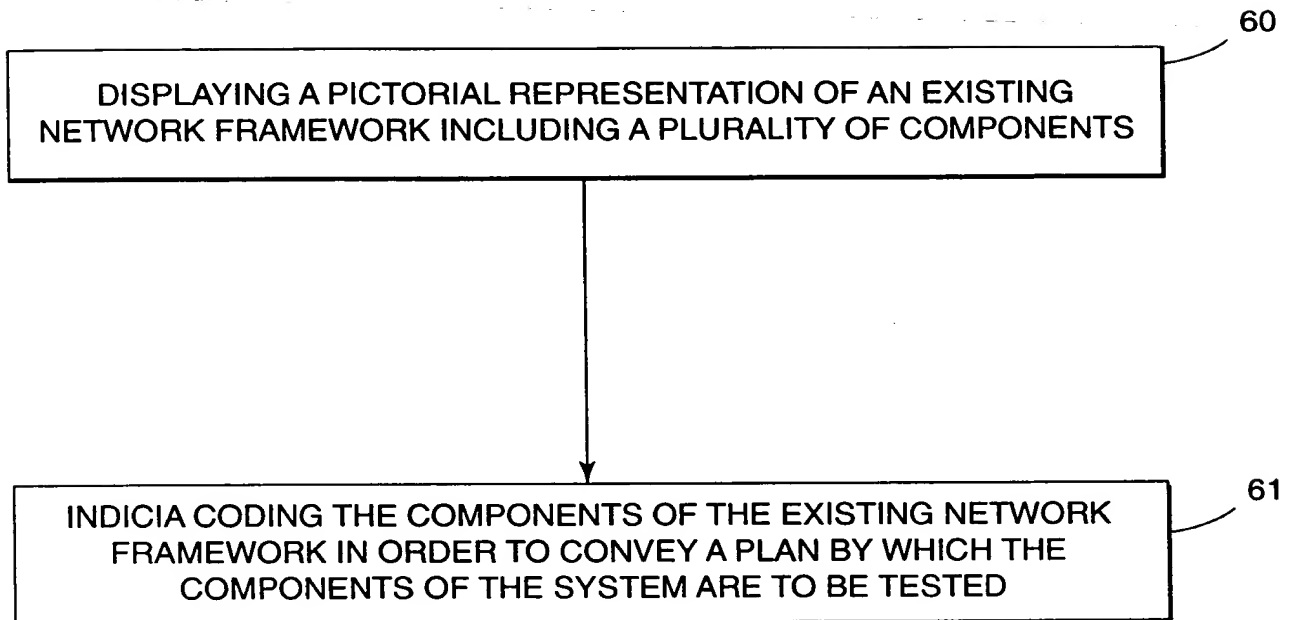 60
DISPLAYING A PICTORIAL REPRESENTATION OF AN EXISTING
NETWORK FRAMEWORK INCLUDING A PLURALITY OF COMPONENTS
61
INDICIA CODING THE COMPONENTS OF THE EXISTING NETWORK
FRAMEWORK IN ORDER TO CONVEY A PLAN BY WHICH THE
COMPONENTS OF THE SYSTEM ARE TO BE TESTED